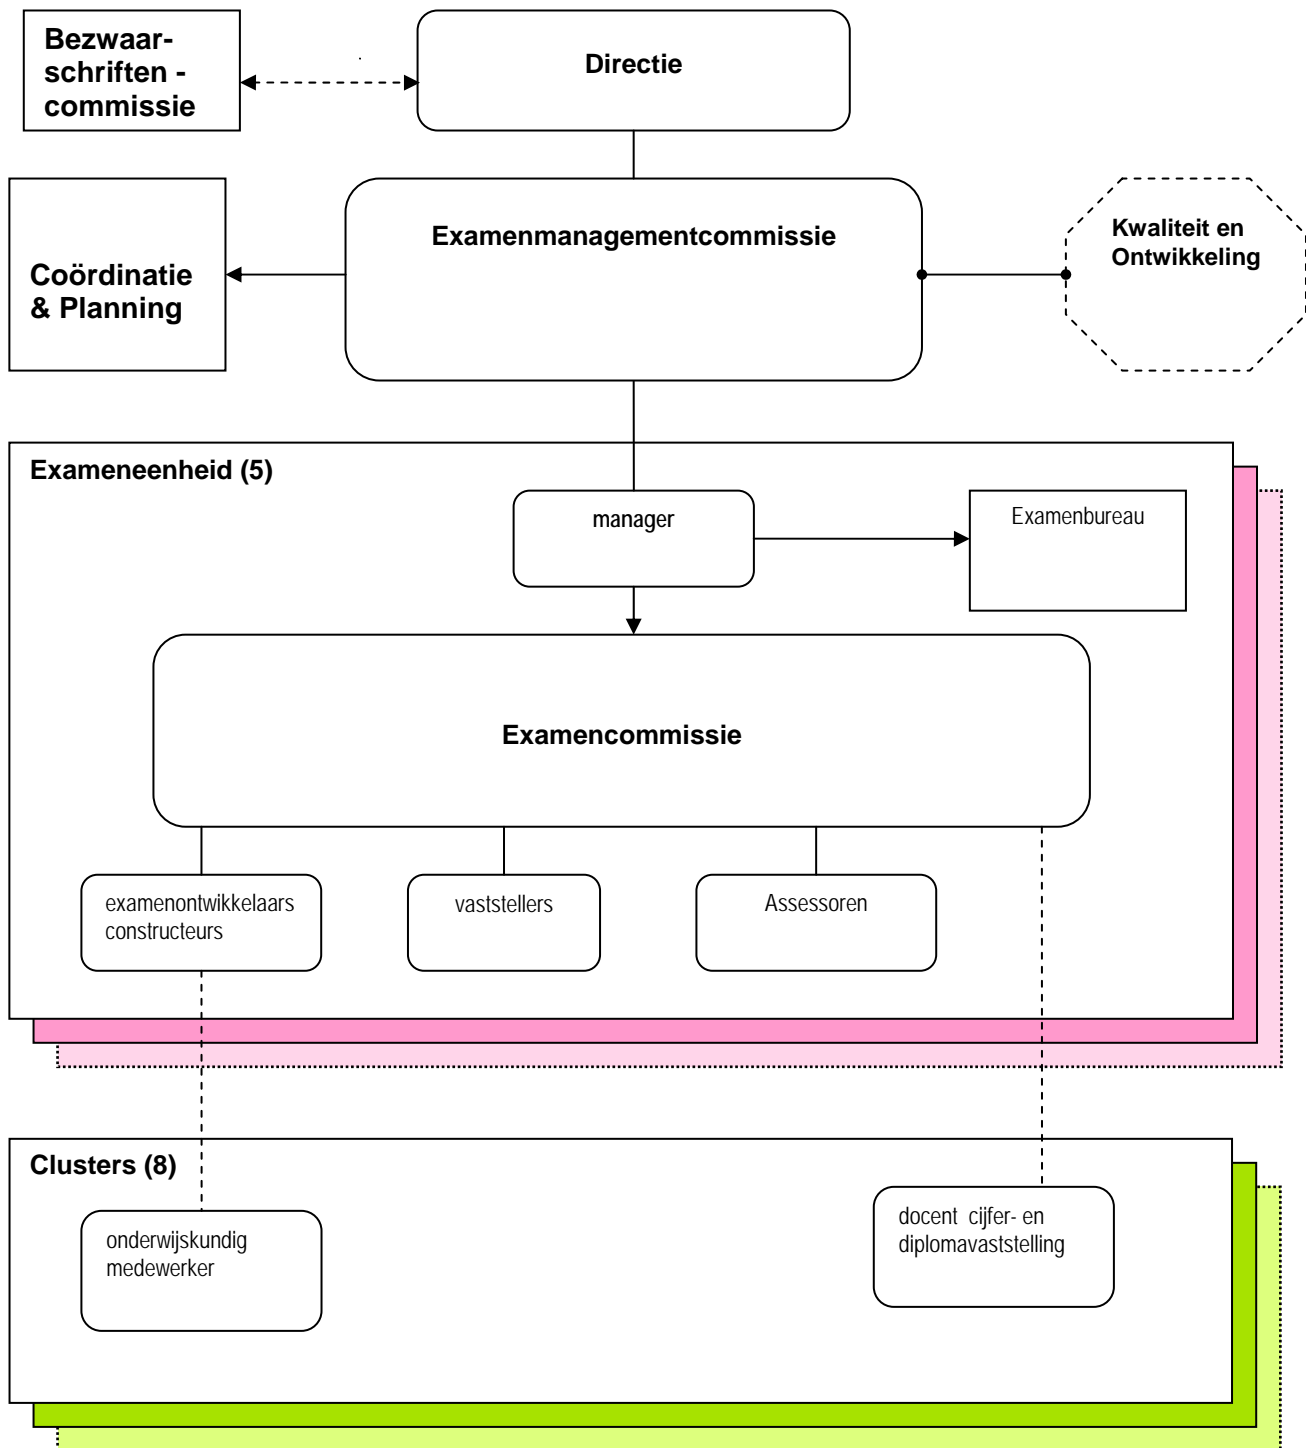 Bezwaar-
schriften -
commissie
Directie
Examenmanagementcommissie
Kwaliteit en
Ontwikkeling
Coördinatie
& Planning
Exameneenheid (5)
manager
Examenbureau
Examencommissie
examenontwikkelaars
constructeurs
vaststellers
Assessoren
Clusters (8)
onderwijskundig
medewerker
docent cijfer- en
diplomavaststelling